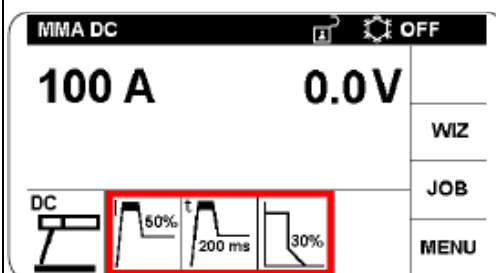 MMA DC OFF
100 A 0.0V
WIZ
JOB
DC
I 50%
t 200 ms
30%
MENU